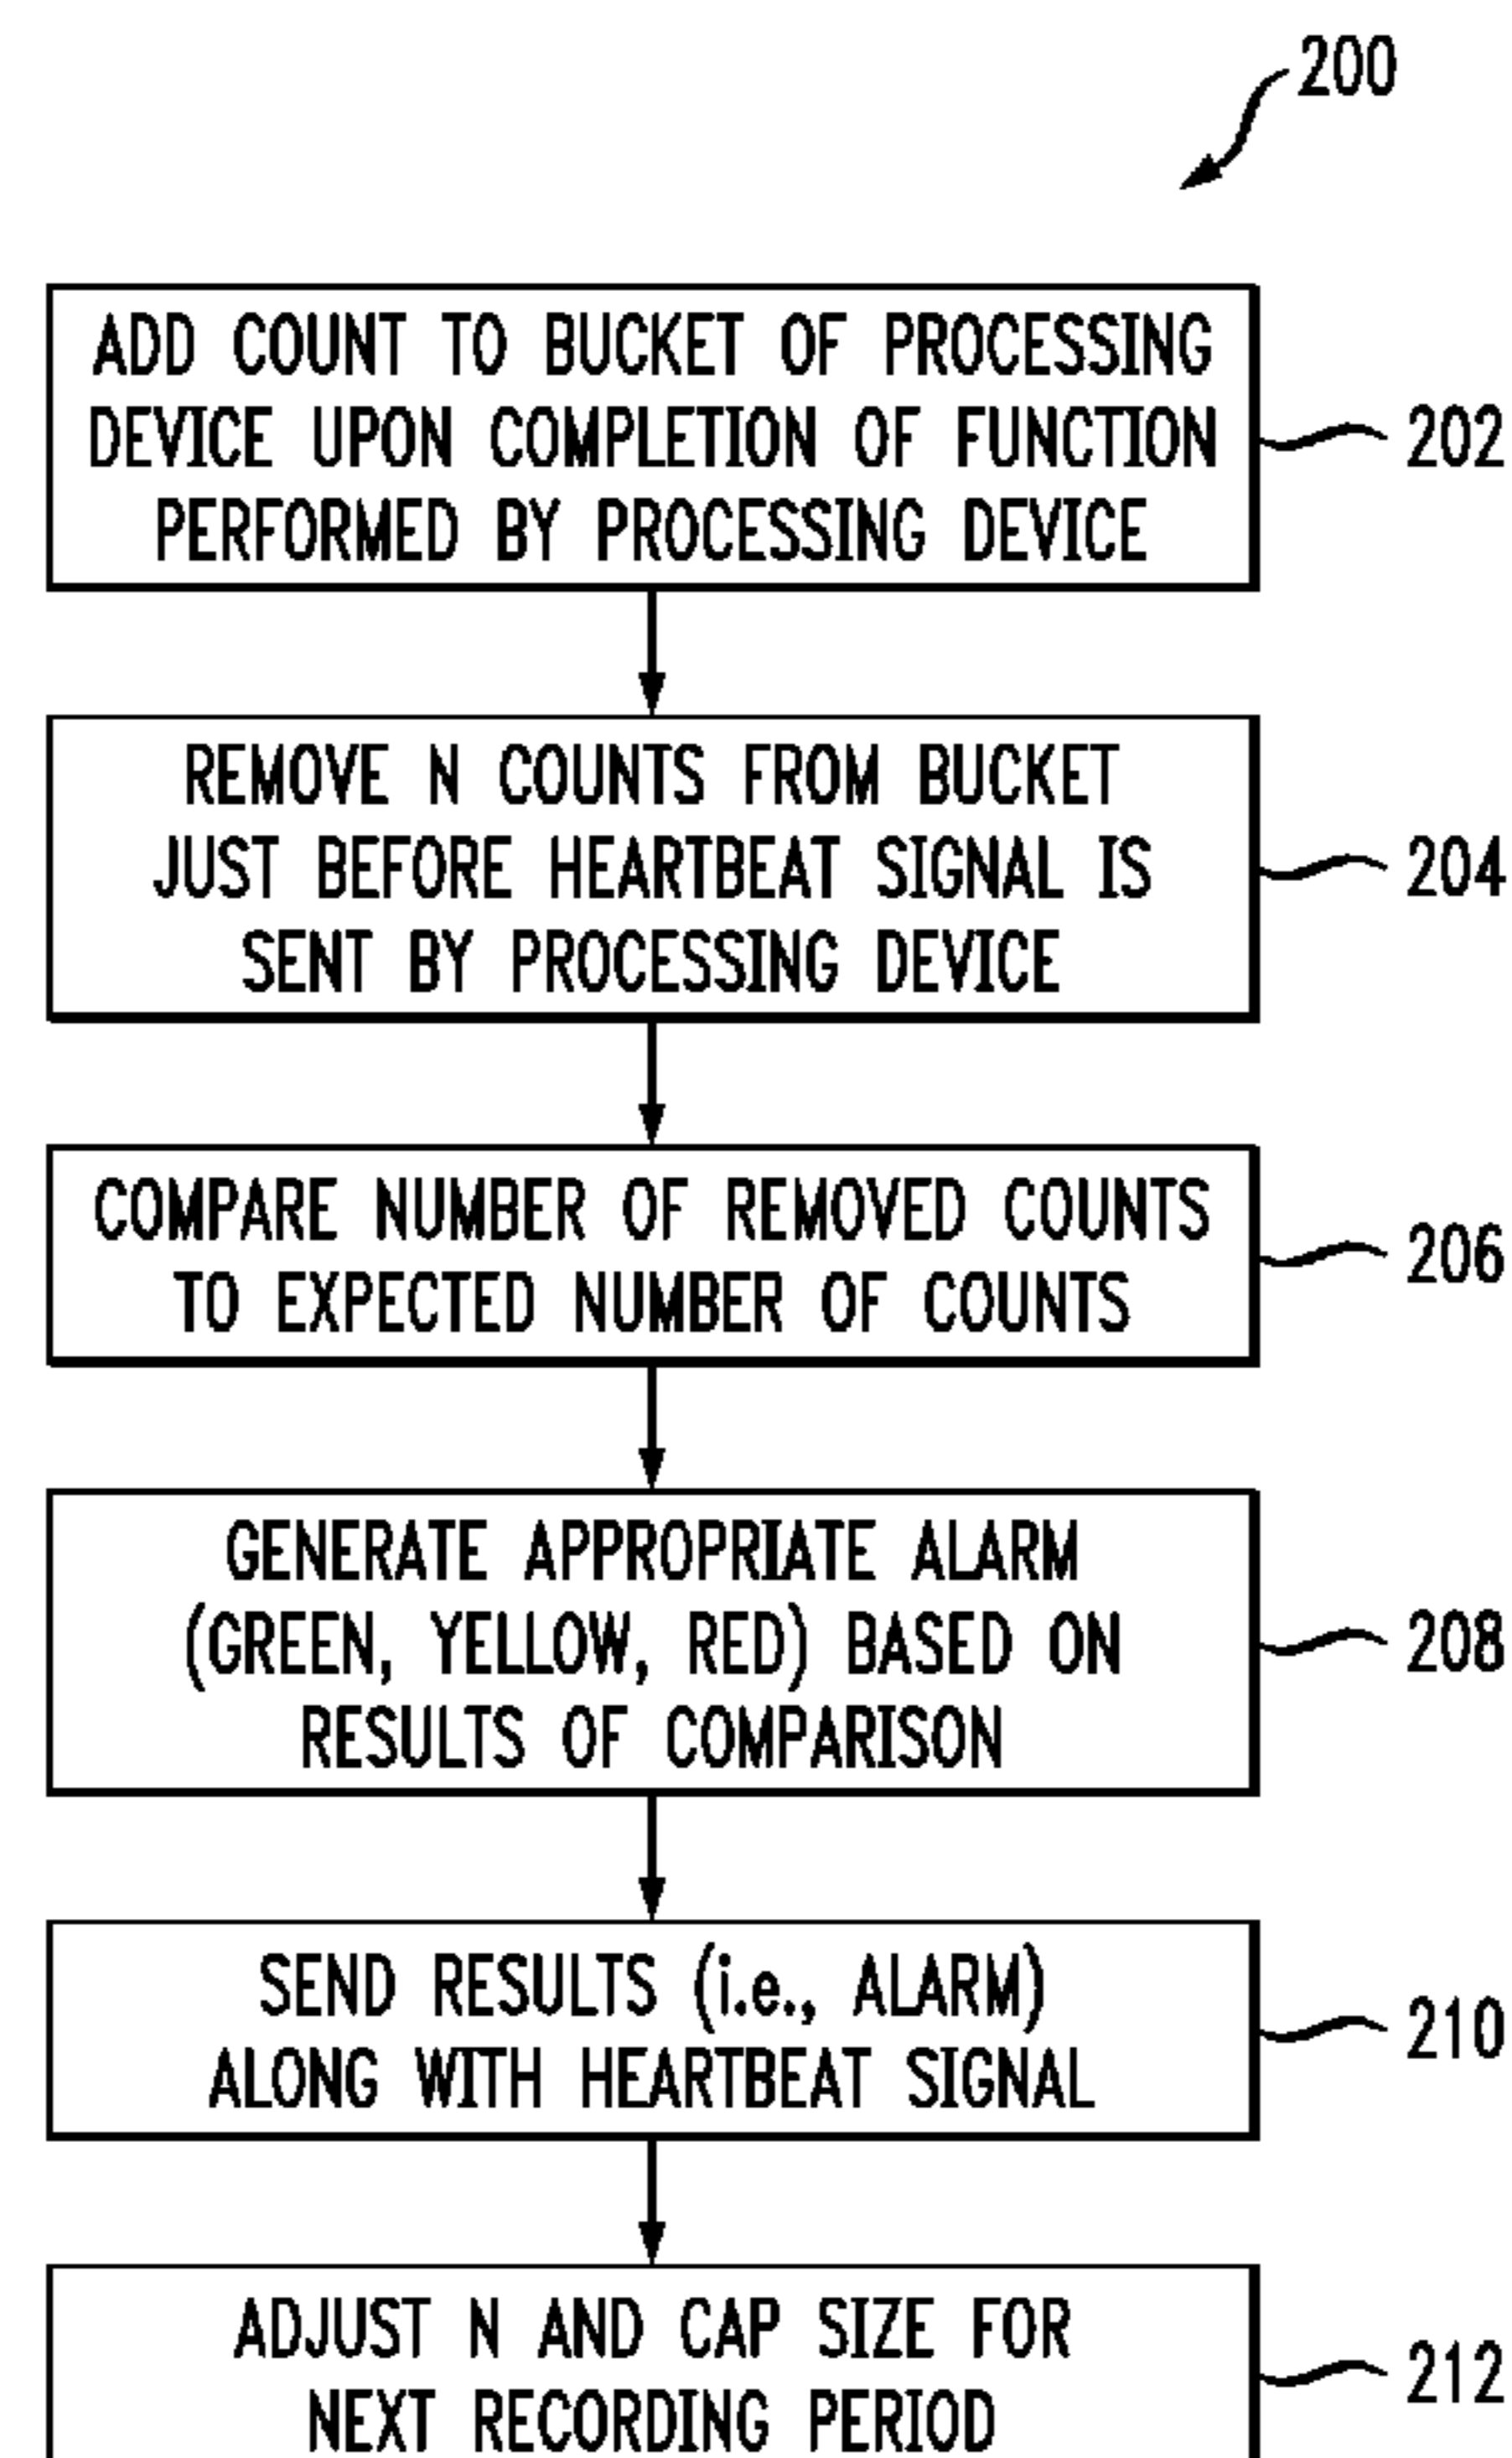 200
ADD COUNT TO BUCKET OF PROCESSING
DEVICE UPON COMPLETION OF FUNCTION
PERFORMED BY PROCESSING DEVICE
202
REMOVE N COUNTS FROM BUCKET
JUST BEFORE HEARTBEAT SIGNAL IS
SENT BY PROCESSING DEVICE
204
COMPARE NUMBER OF REMOVED COUNTS
TO EXPECTED NUMBER OF COUNTS
206
GENERATE APPROPRIATE ALARM
(GREEN, YELLOW, RED) BASED ON
RESULTS OF COMPARISON
208
SEND RESULTS (i.e., ALARM)
ALONG WITH HEARTBEAT SIGNAL
210
ADJUST N AND CAP SIZE FOR
NEXT RECORDING PERIOD
212